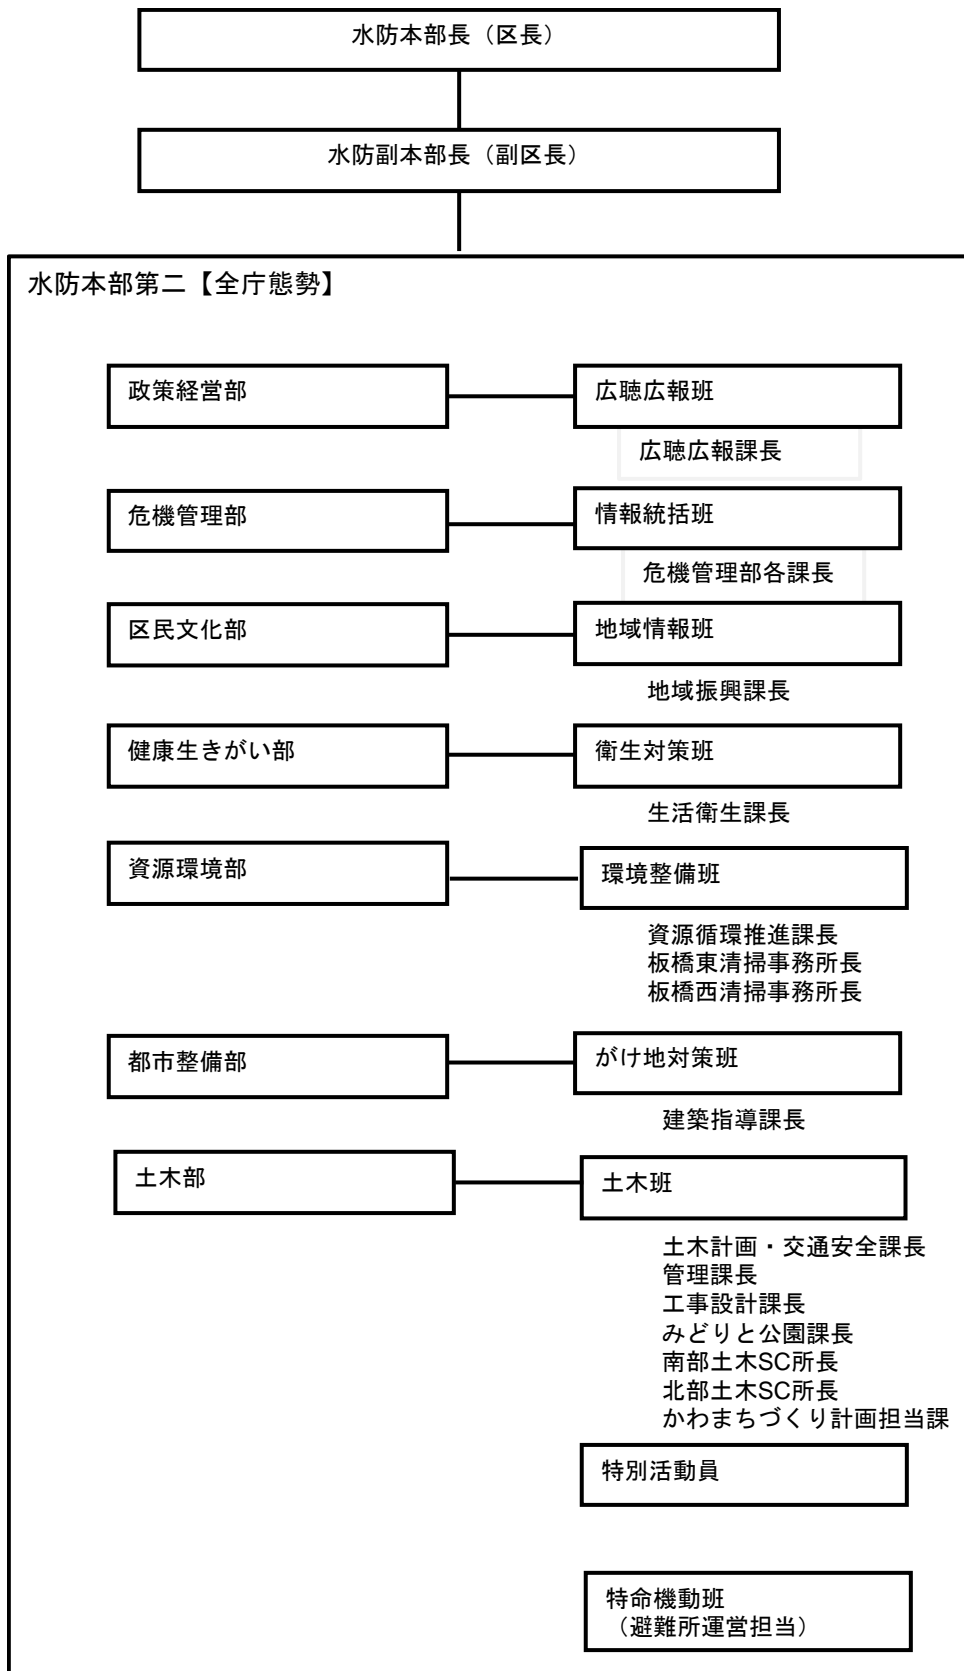 水防本部長（区長）
水防副本部長（副区長）
水防本部第二【全庁態勢】
政策経営部
広聴広報班
広聴広報課長
危機管理部
情報統括班
危機管理部各課長
区民文化部
地域情報班
地域振興課長
健康生きがい部
衛生対策班
生活衛生課長
資源環境部
環境整備班
資源循環推進課長
板橋東清掃事務所長
板橋西清掃事務所長
都市整備部
がけ地対策班
建築指導課長
土木部
土木班
土木計画・交通安全課長
管理課長
工事設計課長
みどりと公園課長
南部土木SC所長
北部土木SC所長
かわまちづくり計画担当課
特別活動員
特命機動班
（避難所運営担当）